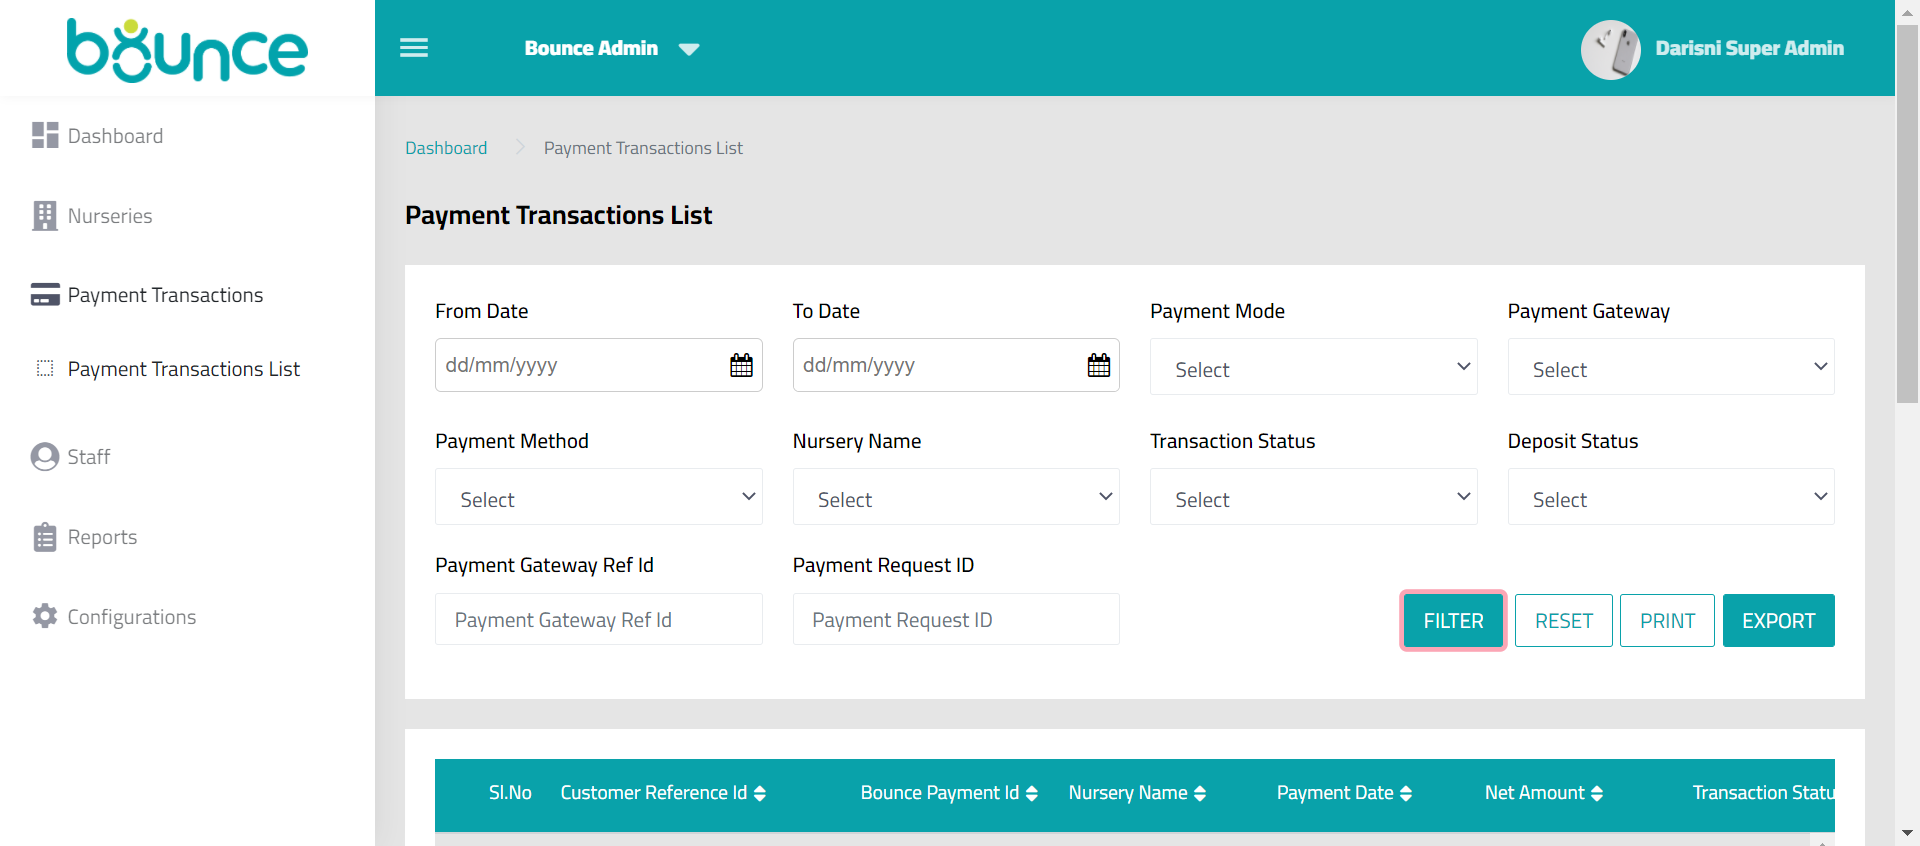 bounce
Bounce Admin
Darisni Super Admin
Dashboard
Nurseries
Payment Transactions
Payment Transactions List
Staff
Reports
Configurations
Dashboard
Payment Transactions List
Payment Transactions List
From Date
To Date
Payment Mode
Payment Gateway
dd/mm/yyyy
dd/mm/yyyy
Select
Select
Payment Method
Nursery Name
Transaction Status
Deposit Status
Select
Select
Select
Select
Payment Gateway Ref Id
Payment Request ID
Payment Gateway Ref Id
Payment Request ID
FILTER
RESET
PRINT
EXPORT
Sl.No
Customer Reference Id
Bounce Payment Id
Nursery Name
Payment Date
Net Amount
Transaction Statu